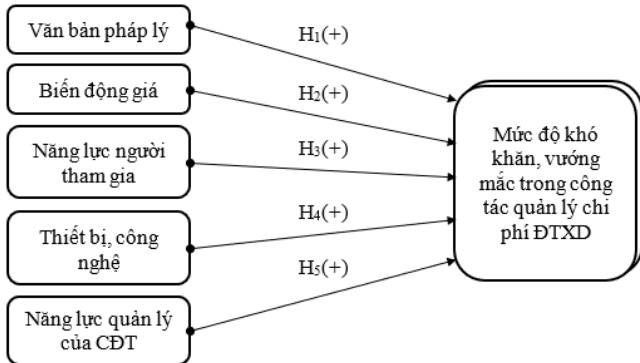 Văn bản pháp lý
H1(+)
Biến động giá
H2(+)
Năng lực người
tham gia
H3(+)
Thiết bị, công
nghệ
H4(+)
Năng lực quản lý
của CĐT
H5(+)
Mức độ khó
khăn, vướng
mắc trong công
tác quản lý chi
phí ĐTXD